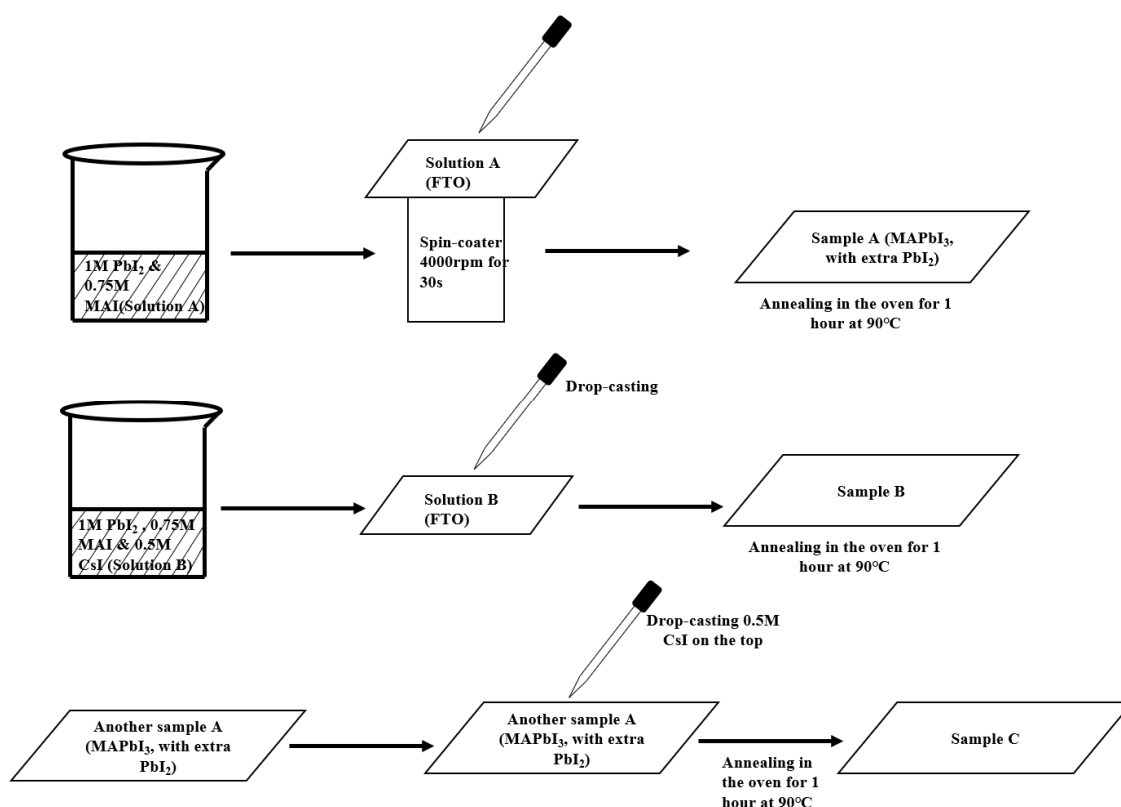 Solution A
(FTO)
1M PbI₂ &
0.75M
MAI(Solution A)
Spin-coater
4000rpm for
30s
Sample A (MAPbI₃,
with extra PbI₂)
Annealing in the oven for 1
hour at 90°C
Drop-casting
1M PbI₂ , 0.75M
MAI & 0.5M
CsI (Solution B)
Solution B
(FTO)
Sample B
Annealing in the oven for 1
hour at 90°C
Drop-casting 0.5M
CsI on the top
Another sample A
(MAPbI₃, with extra
PbI₂)
Another sample A
(MAPbI₃, with extra
PbI₂)
Annealing in
the oven for 1
hour at 90°C
Sample C